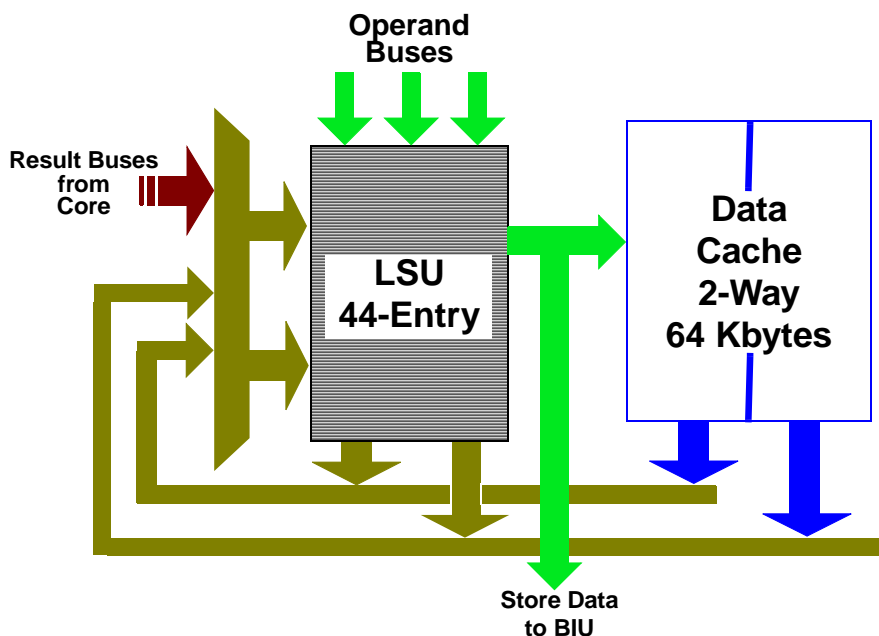 Operand
Buses
Result Buses
from
Core
LSU
44-Entry
Data
Cache
2-Way
64 Kbytes
Store Data
to BIU